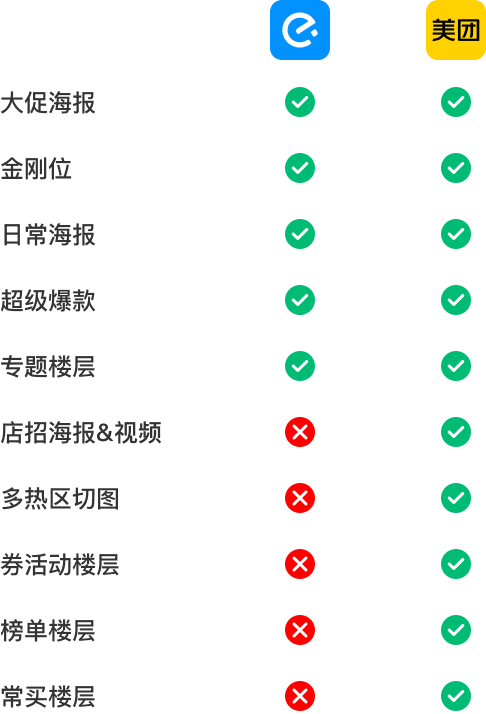 美团
大促海报
金刚位
日常海报
超级爆款
专题楼层
店招海报&视频
多热区切图
券活动楼层
榜单楼层
常买楼层